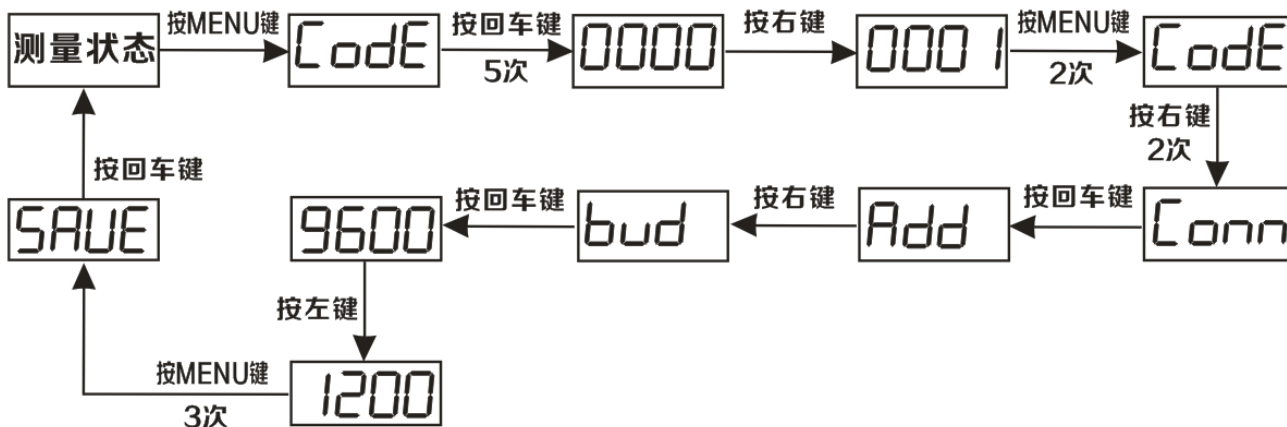 测量状态
按MENU键
CodE
按回车键
5次
0000
按右键
0001
按MENU键
2次
CodE
按右键
2次
Conn
按回车键
Add
按右键
bud
按回车键
9600
按左键
1200
按MENU键
3次
SAVE
按回车键